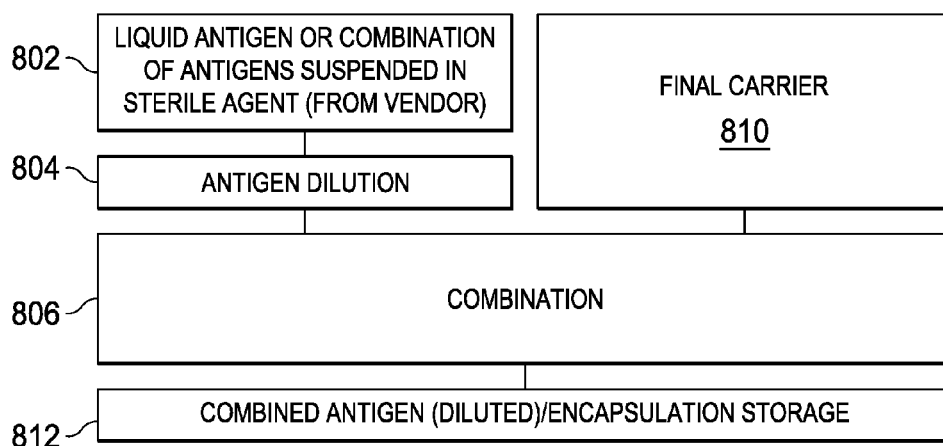 802
LIQUID ANTIGEN OR COMBINATION
OF ANTIGENS SUSPENDED IN
STERILE AGENT (FROM VENDOR)
FINAL CARRIER
810
804
ANTIGEN DILUTION
806
COMBINATION
812
COMBINED ANTIGEN (DILUTED)/ENCAPSULATION STORAGE